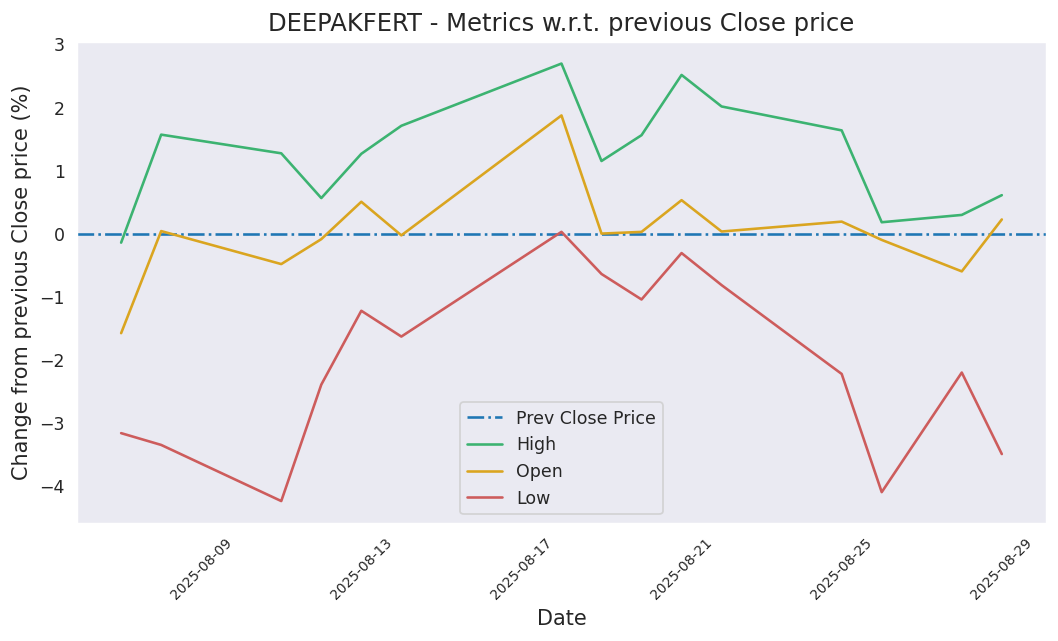 DEEPAKFERT - Metrics w.r.t. previous Close price
Change from previous Close price (%)
3
2
1
0
−1
−2
−3
−4
Prev Close Price
High
Open
Low
2025-08-09
2025-08-13
2025-08-17
2025-08-21
2025-08-25
2025-08-29
Date